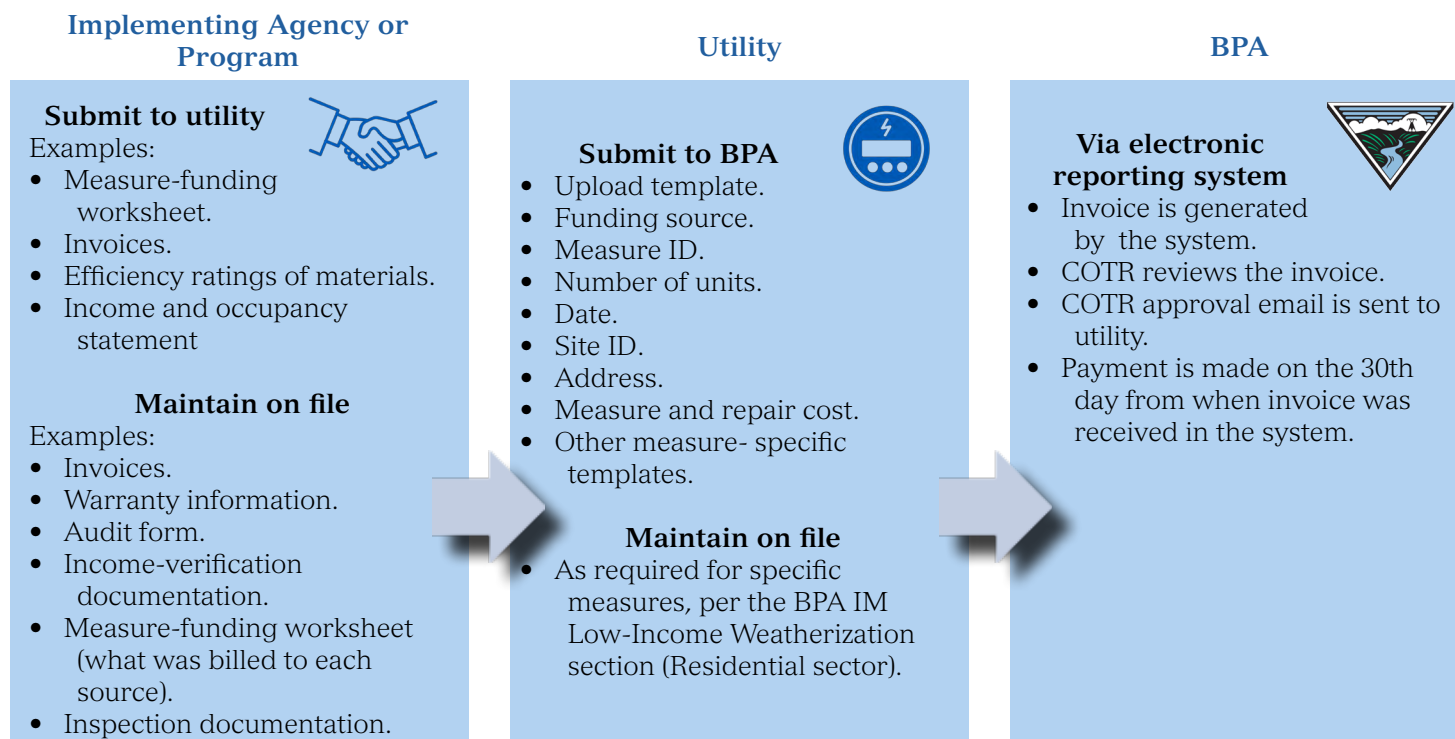 Implementing Agency or
Program
Submit to utility
Examples:
• Measure-funding
worksheet.
• Invoices.
• Efficiency ratings of materials.
• Income and occupancy
statement
Maintain on file
Examples:
• Invoices.
• Warranty information.
• Audit form.
• Income-verification
documentation.
• Measure-funding worksheet
(what was billed to each
source).
• Inspection documentation.
Utility
Submit to BPA
• Upload template.
• Funding source.
• Measure ID.
• Number of units.
• Date.
• Site ID.
• Address.
• Measure and repair cost.
• Other measure- specific
templates.
Maintain on file
• As required for specific
measures, per the BPA IM
Low-Income Weatherization
section (Residential sector).
BPA
Via electronic
reporting system
• Invoice is generated
by  the system.
• COTR reviews the invoice.
• COTR approval email is sent to
utility.
• Payment is made on the 30th
day from when invoice was
received in the system.